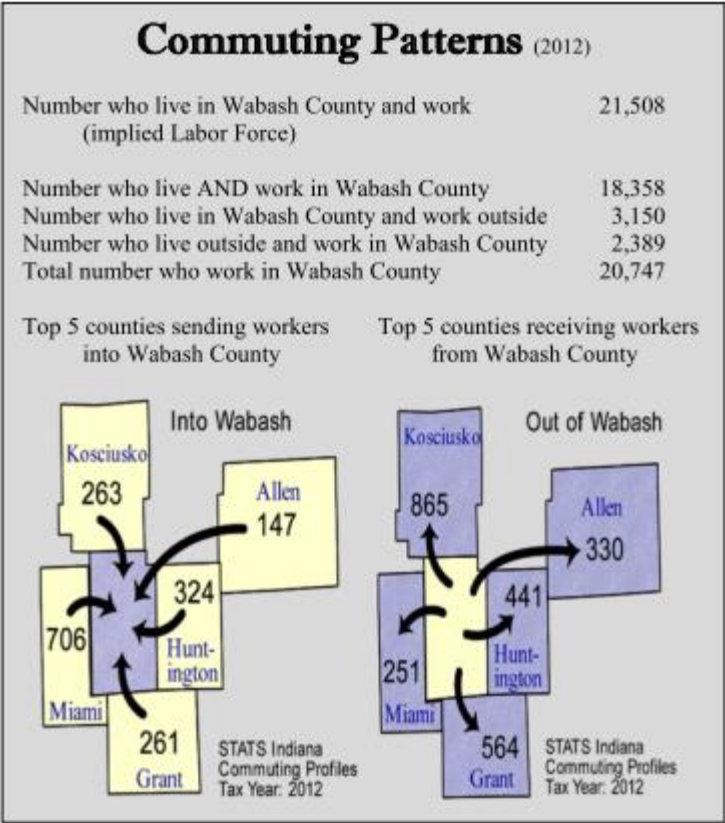 Commuting Patterns (2012)
Number who live in Wabash County and work 21,508
(implied Labor Force)
Number who live AND work in Wabash County 18,358
Number who live in Wabash County and work outside 3,150
Number who live outside and work in Wabash County 2,389
Total number who work in Wabash County 20,747
Top 5 counties sending workers
into Wabash County
Top 5 counties receiving workers
from Wabash County
Into Wabash
Kosciusko
263
Allen
147
324
Hunt-
ington
706
Miami
261
Grant
STATS Indiana
Commuting Profiles
Tax Year: 2012
Out of Wabash
Kosciusko
865
Allen
330
441
Hunt-
ington
251
Miami
564
Grant
STATS Indiana
Commuting Profiles
Tax Year: 2012